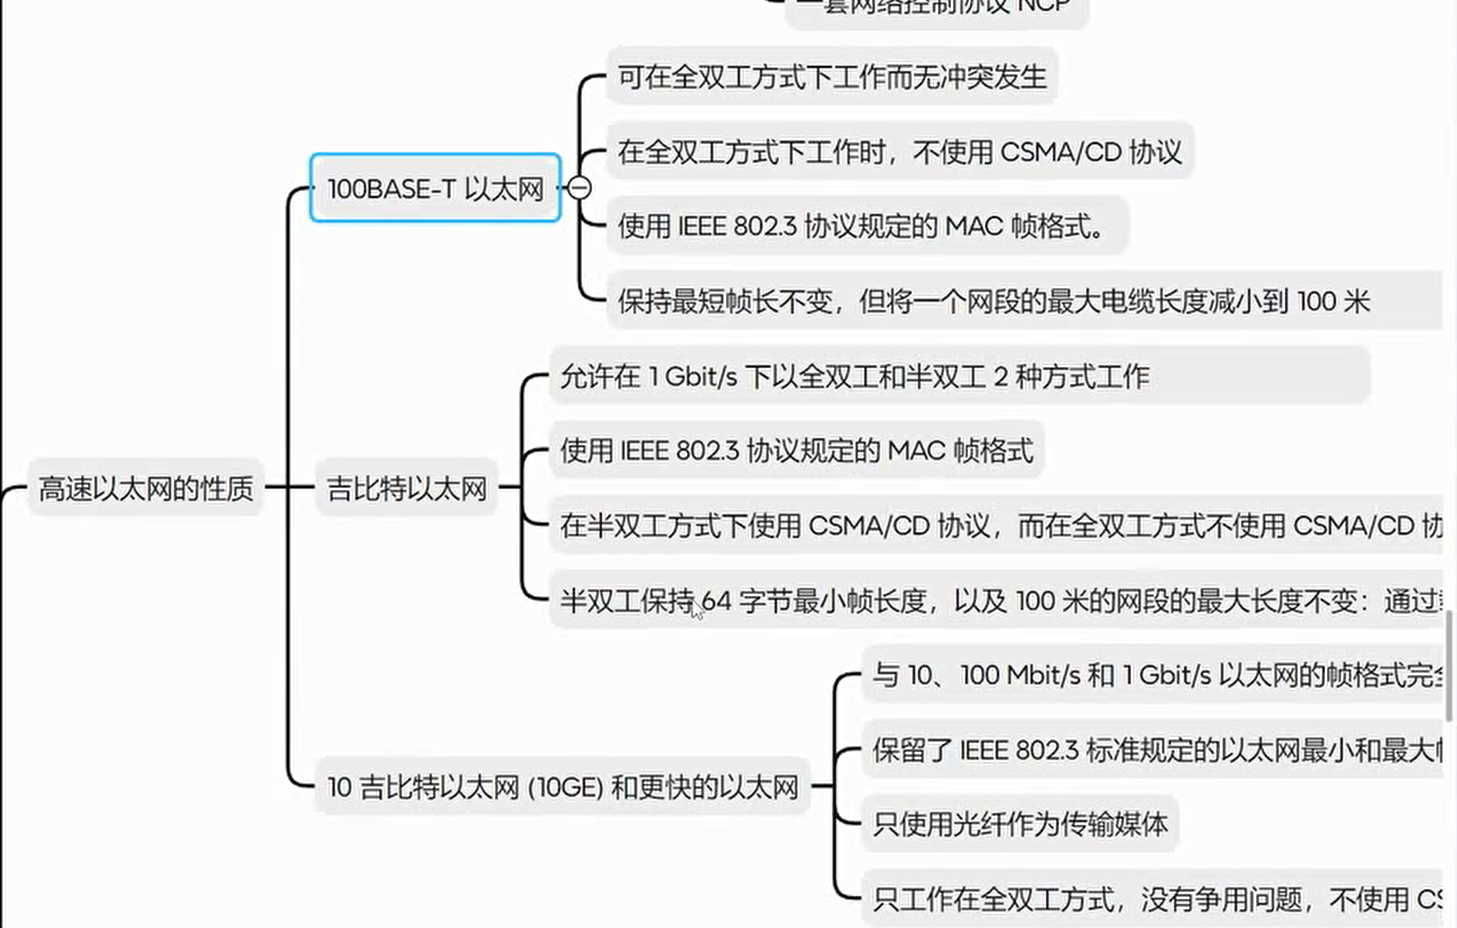 一套网络控制协议 NCP
可在全双工方式下工作而无冲突发生
在全双工方式下工作时，不使用 CSMA/CD 协议
100BASE-T 以太网
使用 IEEE 802.3 协议规定的 MAC 帧格式。
保持最短帧长不变，但将一个网段的最大电缆长度减小到 100 米
允许在 1 Gbit/s 下以全双工和半双工 2 种方式工作
使用 IEEE 802.3 协议规定的 MAC 帧格式
高速以太网的性质
吉比特以太网
在半双工方式下使用 CSMA/CD 协议，而在全双工方式不使用 CSMA/CD 协
半双工保持 64 字节最小帧长度，以及 100 米的网段的最大长度不变：通过
与 10、100 Mbit/s 和 1 Gbit/s 以太网的帧格式完
保留了 IEEE 802.3 标准规定的以太网最小和最大
10 吉比特以太网 (10GE) 和更快的以太网
只使用光纤作为传输媒体
只工作在全双工方式，没有争用问题，不使用 CS